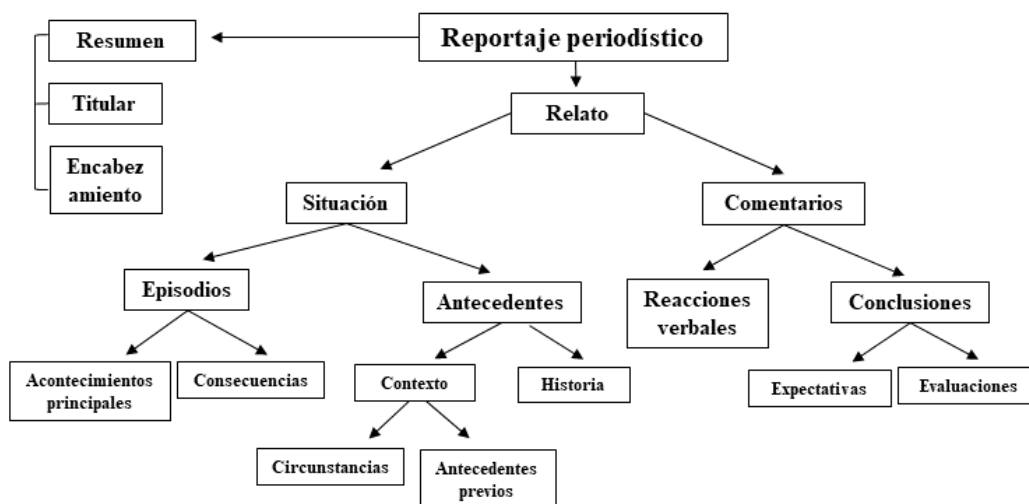 Reportaje periodístico
Resumen
Titular
Encabez
amiento
Relato
Situación
Comentarios
Episodios
Antecedentes
Reacciones
verbales
Conclusiones
Acontecimientos
principales
Consecuencias
Contexto
Historia
Expectativas
Evaluaciones
Circunstancias
Antecedentes
previos